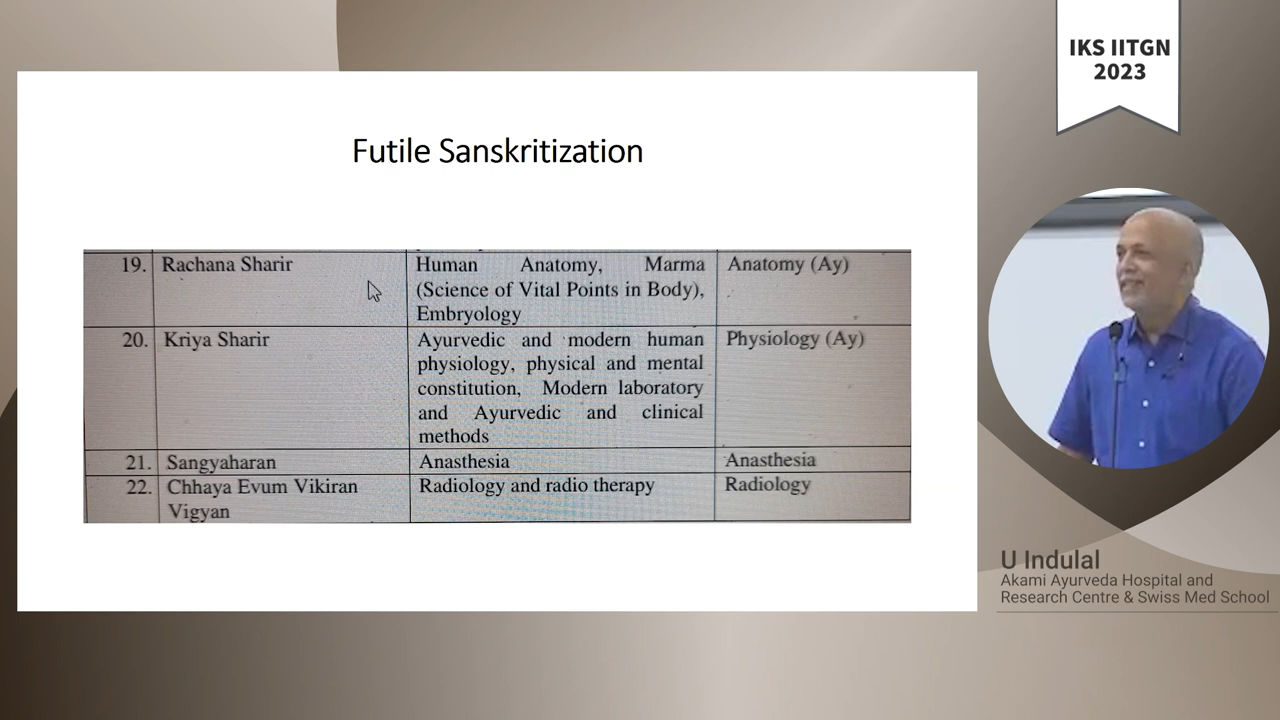 IKS IITGN
2023
Futile Sanskritization
19. Rachana Sharir
Human Anatomy, Marma
(Science of Vital Points in Body),
Embryology
Anatomy (Ay)
20. Kriya Sharir
Ayurvedic and modern human
physiology, physical and mental
constitution, Modern laboratory
and Ayurvedic and clinical
methods
Physiology (Ay)
21. Sangyaharan
Anasthesia
Anasthesia
22. Chhaya Evum Vikiran
Vigyan
Radiology and radio therapy
Radiology
U Indulal
Akami Ayurveda Hospital and
Research Centre & Swiss Med School